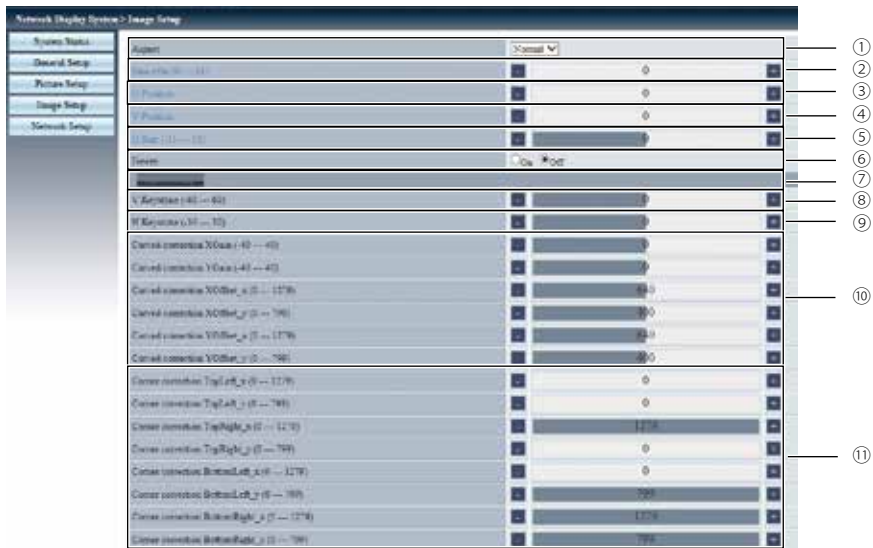 Network Display System > Image Setup
System Status
General Setup
Picture Setup
Image Setup
Network Setup
Aspect
Normal
①
0
②
H Position
0
③
V Position
0
④
0
⑤
On
Off
⑥
⑦
V Keystone (-40 — 40)
0
⑧
H Keystone (-30 — 30)
0
⑨
Curved correction XGain (-40 — 40)
0
Curved correction YGain (-40 — 40)
0
Curved correction XOffset_x (0 — 1279)
640
Curved correction XOffset_y (0 — 799)
400
Curved correction YOffset_x (0 — 1279)
640
Curved correction YOffset_y (0 — 799)
400
⑩
Corner correction TopLeft_x (0 — 1279)
0
Corner correction TopLeft_y (0 — 799)
0
Corner correction TopRight_x (0 — 1279)
1279
Corner correction TopRight_y (0 — 799)
0
Corner correction BottomLeft_x (0 — 1279)
0
Corner correction BottomLeft_y (0 — 799)
799
Corner correction BottomRight_x (0 — 1279)
1279
Corner correction BottomRight_y (0 — 799)
799
⑪